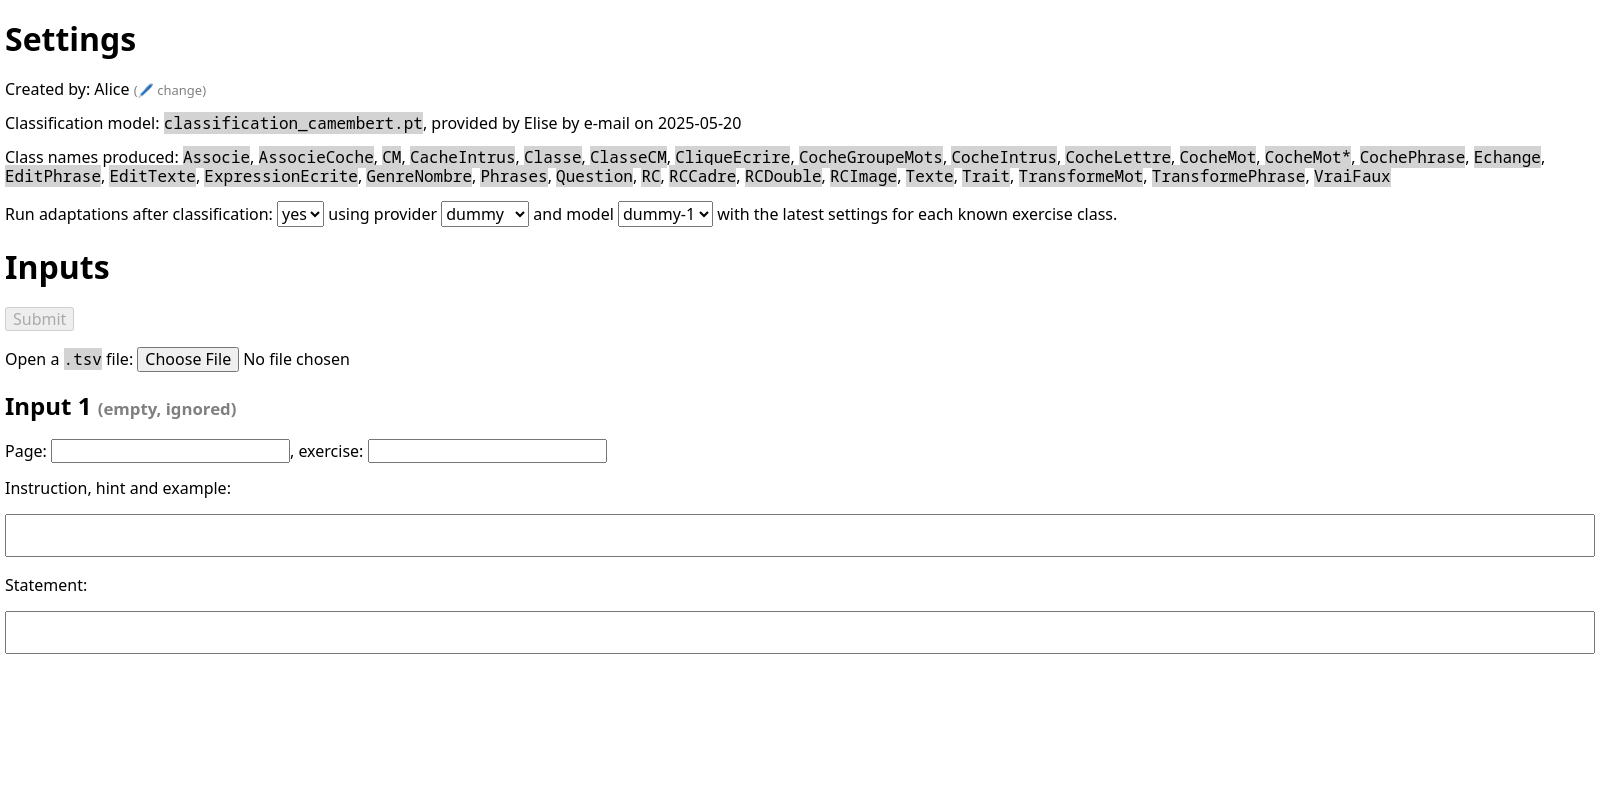 Settings
Created by: Alice (🖊️ change)
Classification model: classification_camembert.pt, provided by Elise by e-mail on 2025-05-20
Class names produced: Associe, AssocieCoche, CM, CacheIntrus, Classe, ClasseCM, CliqueEcrire, CocheGroupeMots, CocheIntrus, CocheLettre, CocheMot, CocheMot*, CochePhrase, Echange,
EditPhrase, EditTexte, ExpressionEcrite, GenreNombre, Phrases, Question, RC, RCCadre, RCDouble, RCImage, Texte, Trait, TransformeMot, TransformePhrase, VraiFaux
Run adaptations after classification: yes using provider dummy and model dummy-1 with the latest settings for each known exercise class.
Inputs
Submit
Open a .tsv file: Choose File No file chosen
Input 1 (empty, ignored)
Page: , exercise:
Instruction, hint and example:
Statement: